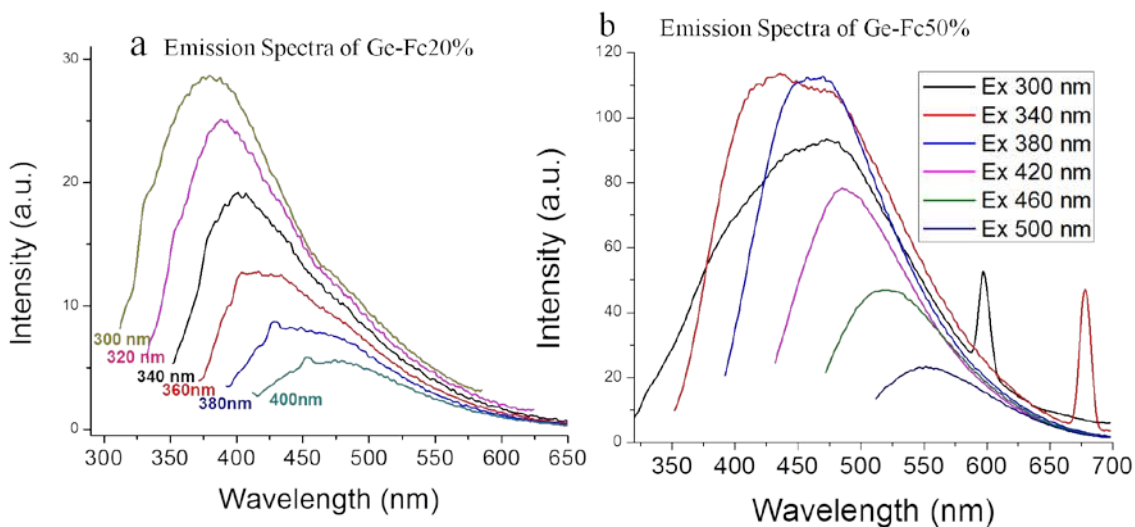 a Emission Spectra of Ge-Fc20%
30
20
10
0
Intensity (a.u.)
300 nm
320 nm
340 nm
360nm
380nm
400nm
300 350 400 450 500 550 600 650
Wavelength (nm)
b Emission Spectra of Ge-Fc50%
120
100
80
60
40
20
0
Intensity (a.u.)
Ex 300 nm
Ex 340 nm
Ex 380 nm
Ex 420 nm
Ex 460 nm
Ex 500 nm
350 400 450 500 550 600 650 700
Wavelength (nm)